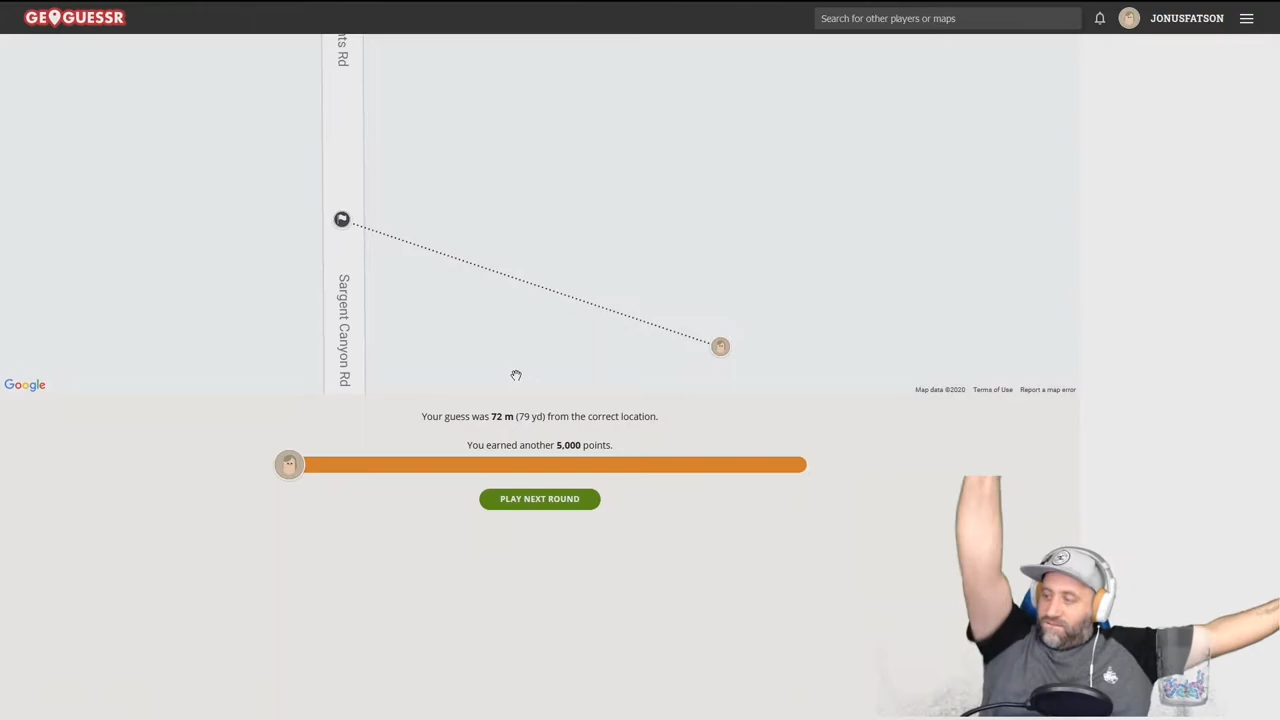 GEOGUESSR
Search for other players or maps
JONUSFATSON
ts Rd
Sargent Canyon Rd
Google
Map data ©2020 Terms of Use Report a map error
Your guess was 72 m (79 yd) from the correct location.
You earned another 5,000 points.
PLAY NEXT ROUND